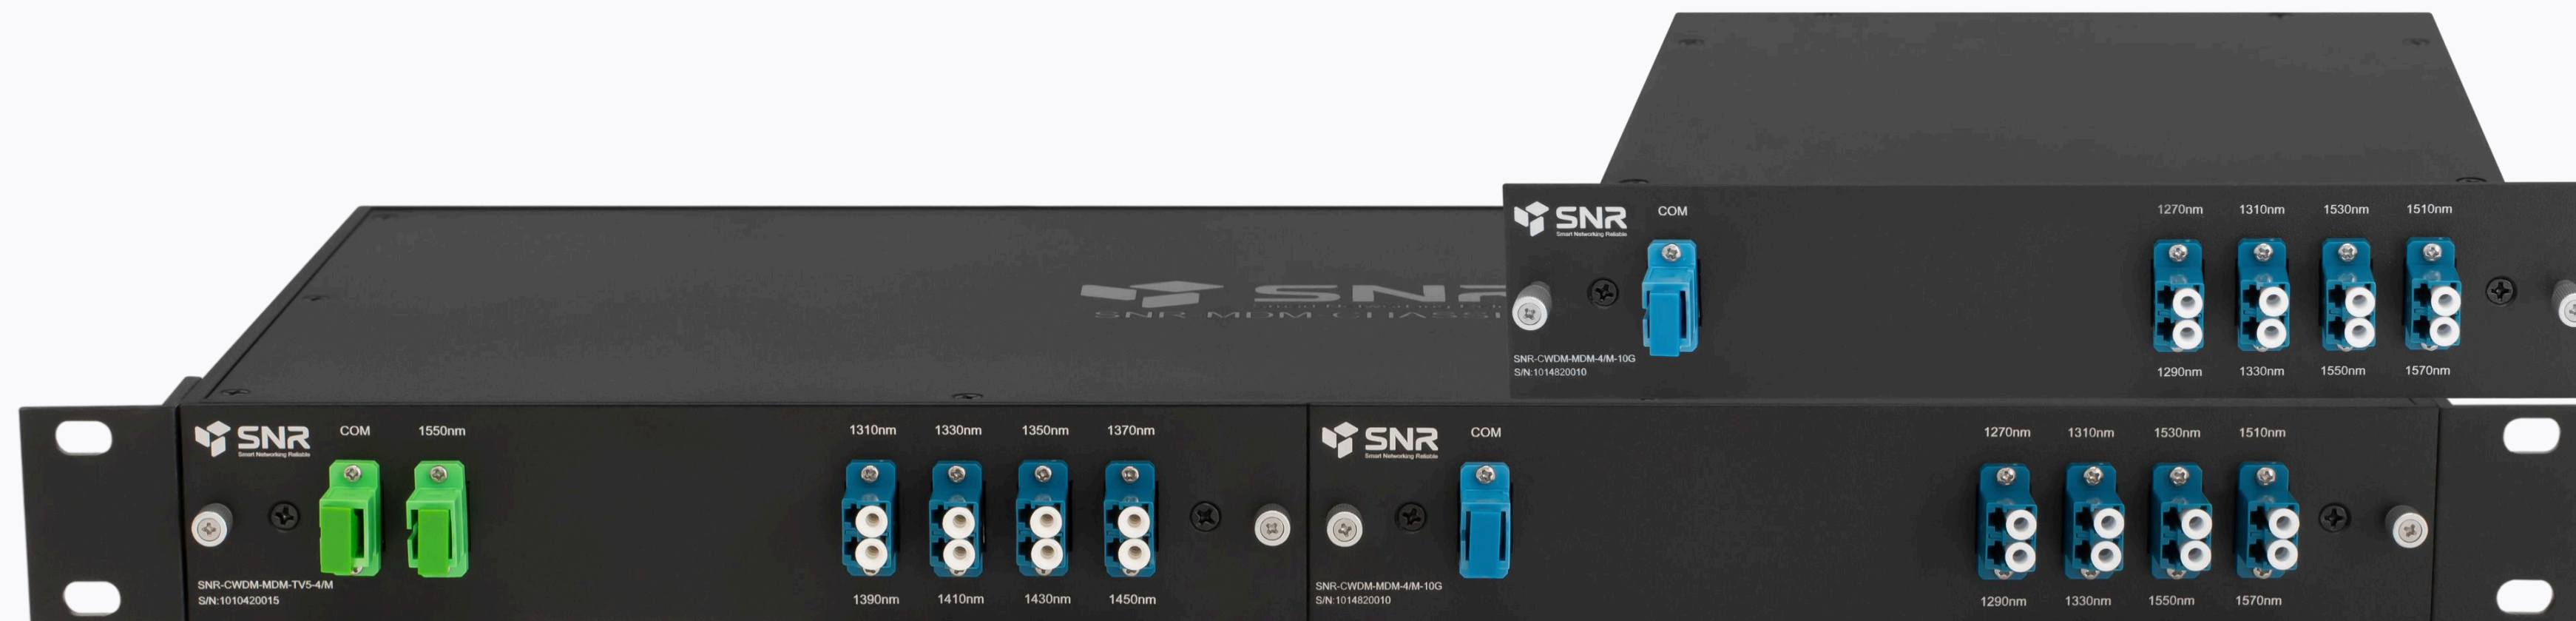 SNR
Smart Networking Reliable
COM
1270nm 1310nm 1530nm 1510nm
SNR-CWDM-MDM-4/M-10G
S/N:1014820010
1290nm 1330nm 1550nm 1570nm
SNR-MDM CHASSI
SNR
Smart Networking Reliable
COM 1550nm
1310nm 1330nm 1350nm 1370nm
SNR-CWDM-MDM-TV5-4/M
S/N:1010420015
1390nm 1410nm 1430nm 1450nm
SNR
Smart Networking Reliable
COM
1270nm 1310nm 1530nm 1510nm
SNR-CWDM-MDM-4/M-10G
S/N:1014820010
1290nm 1330nm 1550nm 1570nm